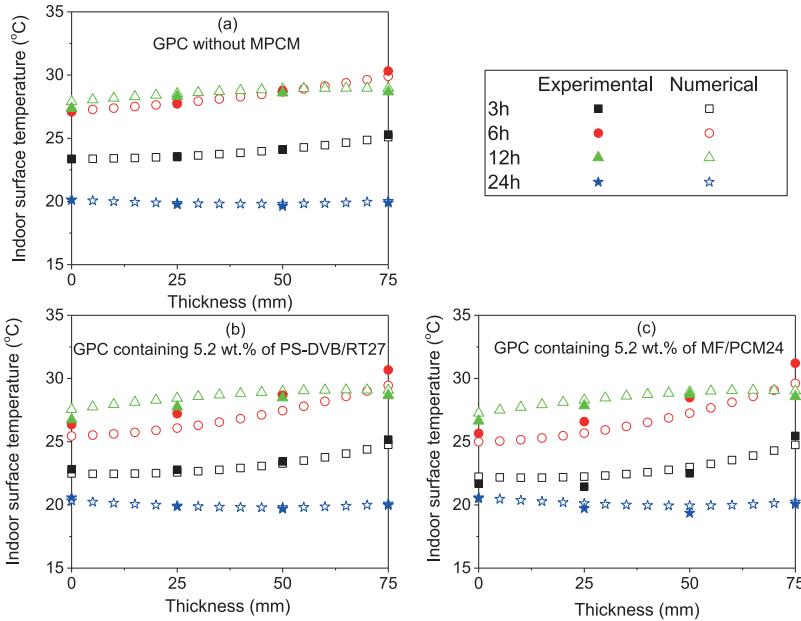 (a)
GPC without MPCM
Indoor surface temperature (°C)
35
30
25
20
15
0 25 50 75
Thickness (mm)
Experimental Numerical
3h
6h
12h
24h
(b)
GPC containing 5.2 wt.% of PS-DVB/RT27
Indoor surface temperature (°C)
35
30
25
20
15
0 25 50 75
Thickness (mm)
(c)
GPC containing 5.2 wt.% of MF/PCM24
Indoor surface temperature (°C)
35
30
25
20
15
0 25 50 75
Thickness (mm)